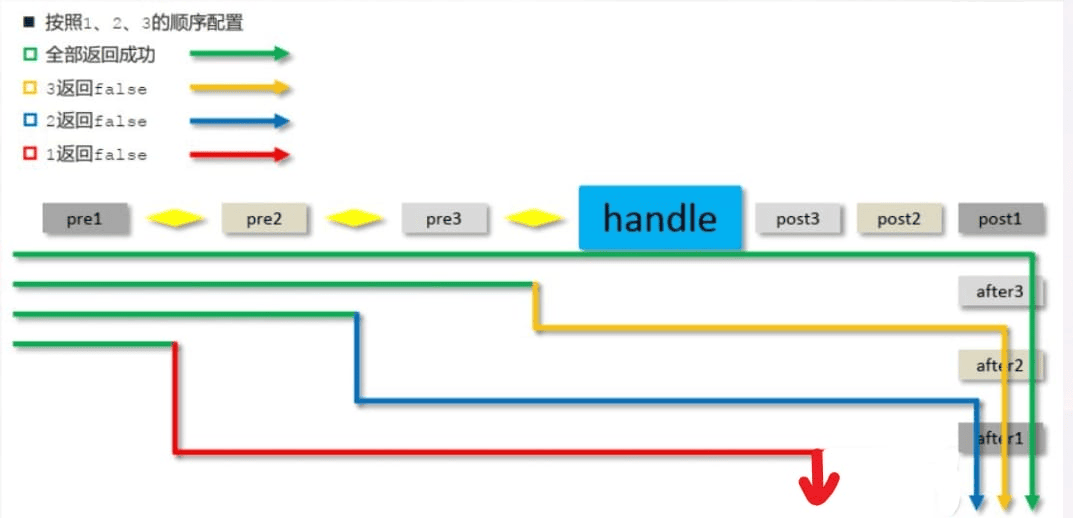 按照1、2、3的顺序配置
全部返回成功
3返回false
2返回false
1返回false
pre1 pre2 pre3 handle post3 post2 post1
after3
after2
after1